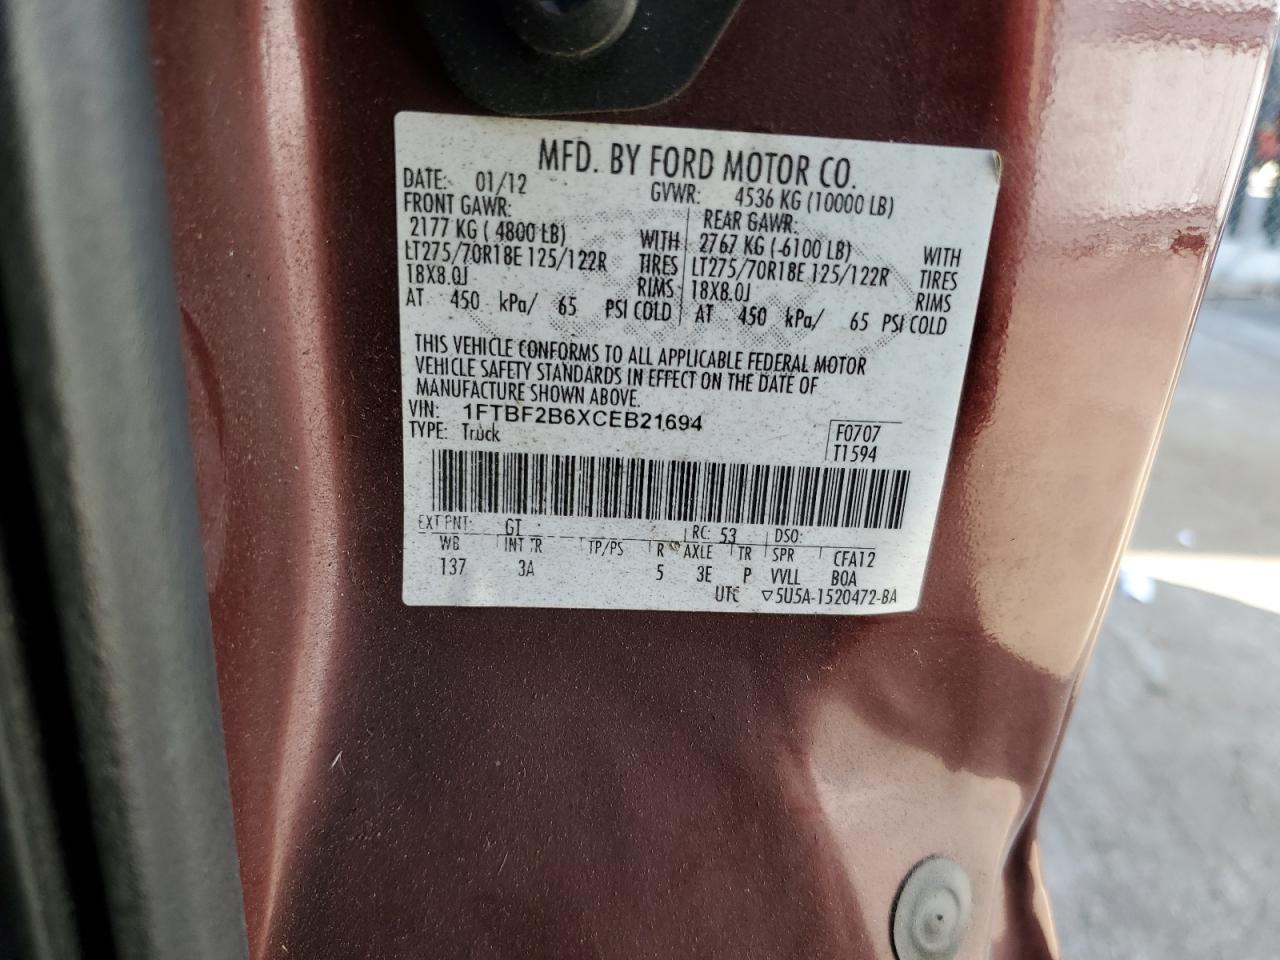 MFD. BY FORD MOTOR CO.
DATE: 01/12 GVWR: 4536 KG (10000 LB)
FRONT GAWR: REAR GAWR:
2177 KG ( 4800 LB) WITH 2767 KG ( 6100 LB) WITH
LT275/70R18E 125/122R TIRES LT275/70R18E 125/122R TIRES
18X8.0J RIMS 18X8.0J RIMS
AT 450 kPa/ 65 PSI COLD AT 450 kPa/ 65 PSI COLD
THIS VEHICLE CONFORMS TO ALL APPLICABLE FEDERAL MOTOR
VEHICLE SAFETY STANDARDS IN EFFECT ON THE DATE OF
MANUFACTURE SHOWN ABOVE.
VIN: 1FTBF2B6XCEB21694
TYPE: Truck
F0707
T1594
EXT PNT: GT RC: 53 DSO:
WB INT TR TP/PS R AXLE TR SPR CFA12
137 3A 5 3E P VVLL B0A
UTC ▽5U5A-1520472-BA